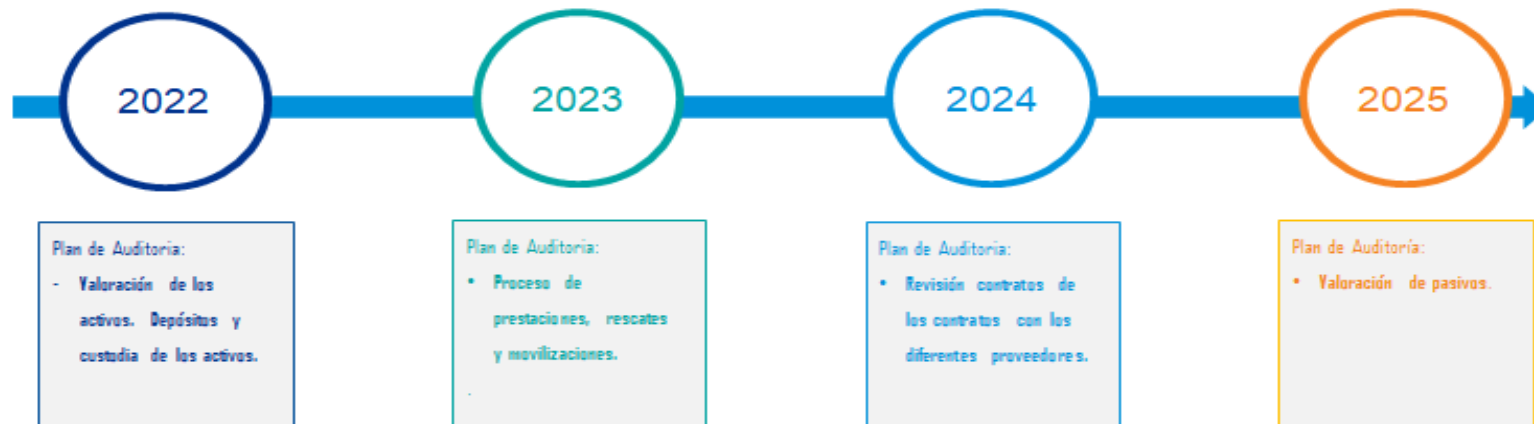 2022
2023
2024
2025
Plan de Auditoria:
- Valoración de los
activos. Depósitos y
custodia de los activos.
Plan de Auditoria:
• Proceso de
prestaciones, rescates
y movilizaciones.
.
Plan de Auditoria:
• Revisión contratos de
los contratos con los
diferentes proveedores.
Plan de Auditoría:
• Valoración de pasivos.